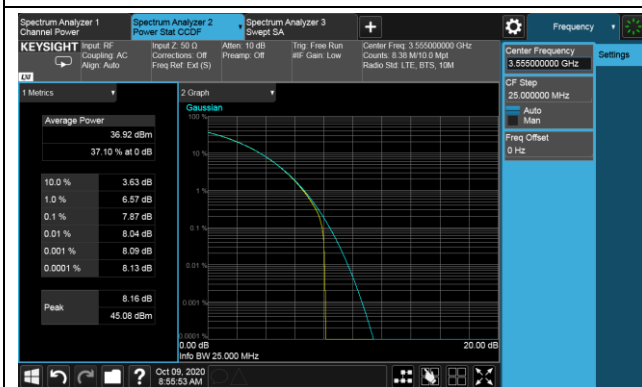 Spectrum Analyzer 1
Channel Power
Spectrum Analyzer 2
Power Stat CCDF
Spectrum Analyzer 3
Swept SA
Frequency
KEYSIGHT
Input: RF
Coupling: AC
Align: Auto
Input Z: 50 Ω
Corrections: Off
Freq Ref: Ext (S)
Atten: 10 dB
Preamp: Off
Trig: Free Run
#IF Gain: Low
Center Freq: 3.555000000 GHz
Counts: 8.38 M/10.0 Mpt
Radio Std: LTE, BTS, 10M
LXI
Center Frequency
3.555000000 GHz
Settings
CF Step
25.000000 MHz
Auto
Man
Freq Offset
0 Hz
1 Metrics
Average Power
36.92 dBm
37.10 % at 0 dB
10.0 % 3.63 dB
1.0 % 6.57 dB
0.1 % 7.87 dB
0.01 % 8.04 dB
0.001 % 8.09 dB
0.0001 % 8.13 dB
Peak
8.16 dB
45.08 dBm
2 Graph
Gaussian
100 %
10 %
1 %
0.1 %
0.01 %
0.001 %
0.0001 %
0.00 dB
20.00 dB
Info BW 25.000 MHz
?
Oct 09, 2020
8:55:53 AM